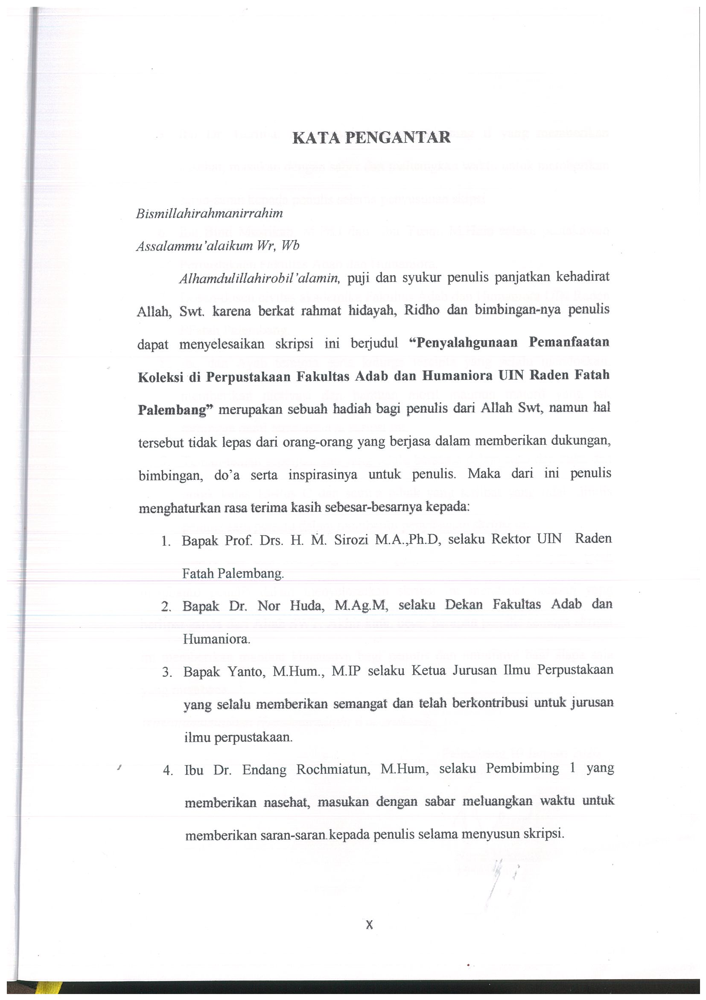 KATA PENGANTAR
Bismillahirahmanirrahim
Assalammu'alaikum Wr, Wb
Alhamdulillahirobil'alamin, puji dan syukur penulis panjatkan kehadirat
Allah, Swt. karena berkat rahmat hidayah, Ridho dan bimbingan-nya penulis
dapat menyelesaikan skripsi ini berjudul “Penyalahgunaan Pemanfaatan
Koleksi di Perpustakaan Fakultas Adab dan Humaniora UIN Raden Fatah
Palembang” merupakan sebuah hadiah bagi penulis dari Allah Swt, namun hal
tersebut tidak lepas dari orang-orang yang berjasa dalam memberikan dukungan,
bimbingan, do’a serta inspirasinya untuk penulis. Maka dari ini penulis
menghaturkan rasa terima kasih sebesar-besarnya kepada:
1. Bapak Prof. Drs. H. M. Sirozi M.A.,Ph.D, selaku Rektor UIN Raden
Fatah Palembang.
2. Bapak Dr. Nor Huda, M.Ag.M, selaku Dekan Fakultas Adab dan
Humaniora.
3. Bapak Yanto, M.Hum., M.IP selaku Ketua Jurusan Ilmu Perpustakaan
yang selalu memberikan semangat dan telah berkontribusi untuk jurusan
ilmu perpustakaan.
4. Ibu Dr. Endang Rochmiatun, M.Hum, selaku Pembimbing 1 yang
memberikan nasehat, masukan dengan sabar meluangkan waktu untuk
memberikan saran-saran kepada penulis selama menyusun skripsi.
X